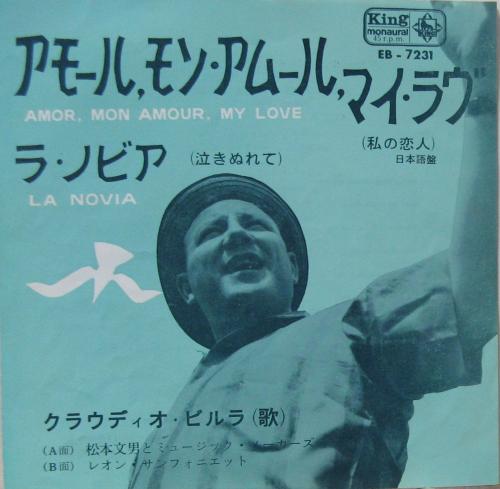 King
monaural
45 r.p.m.
EB - 7231
アモール,モン・アムール,マイ・ラヴ
AMOR, MON AMOUR, MY LOVE
(私の恋人)
日本語盤
ラ・ノビア (泣きぬれて)
LA NOVIA
クラウディオ・ビルラ(歌)
(A面) 松本文男とミュージック・メーカーズ
(B面) レオン・サンフォニエット